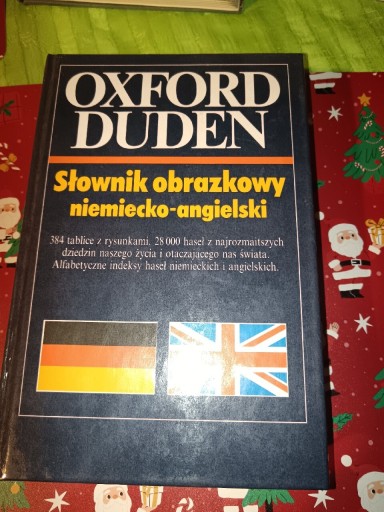 OXFORD
DUDEN
Słownik obrazkowy
niemiecko-angielski
384 tablice z rysunkami, 28 000 haseł z najrozmaitszych
dziedzin naszego życia i otaczającego nas świata.
Alfabetyczne indeksy haseł niemieckich i angielskich.